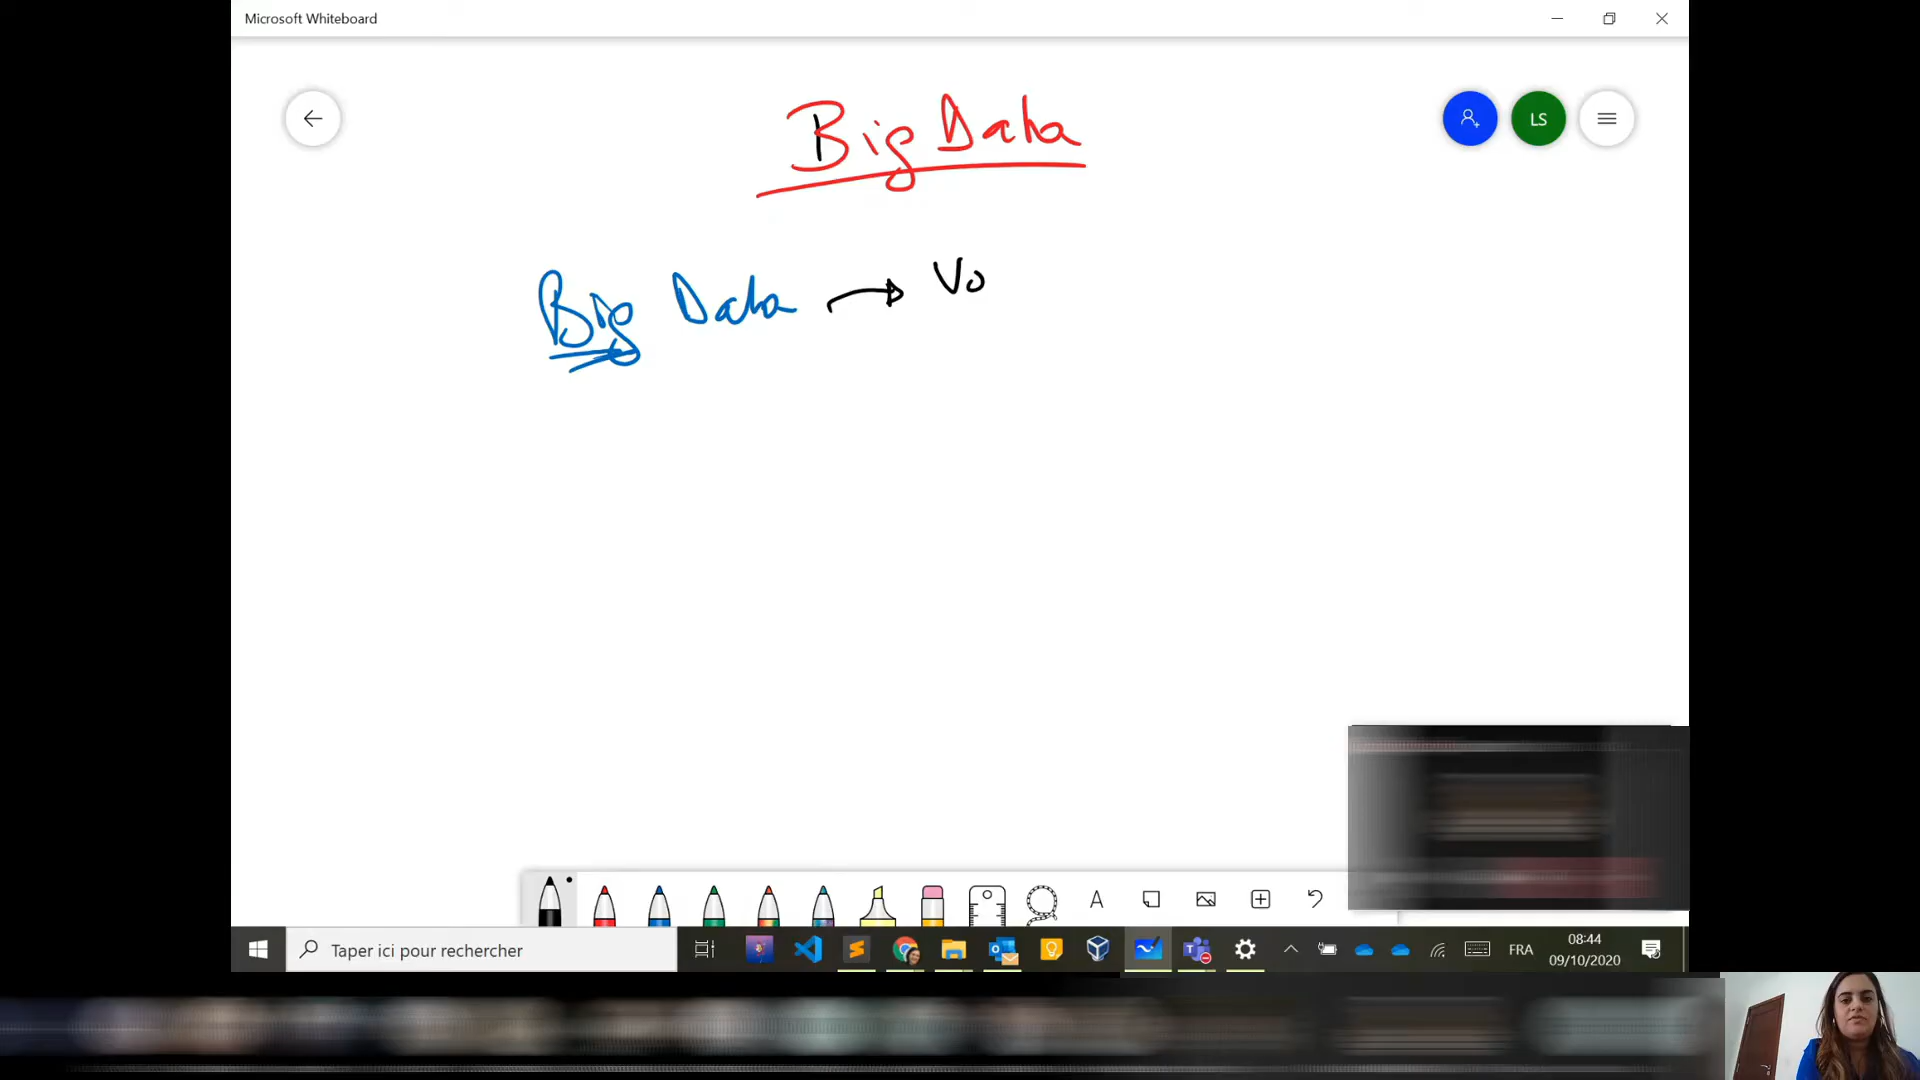 Microsoft Whiteboard
Big Data
LS
Big Data → Vo
A
Taper ici pour rechercher
FRA
08:44
09/10/2020